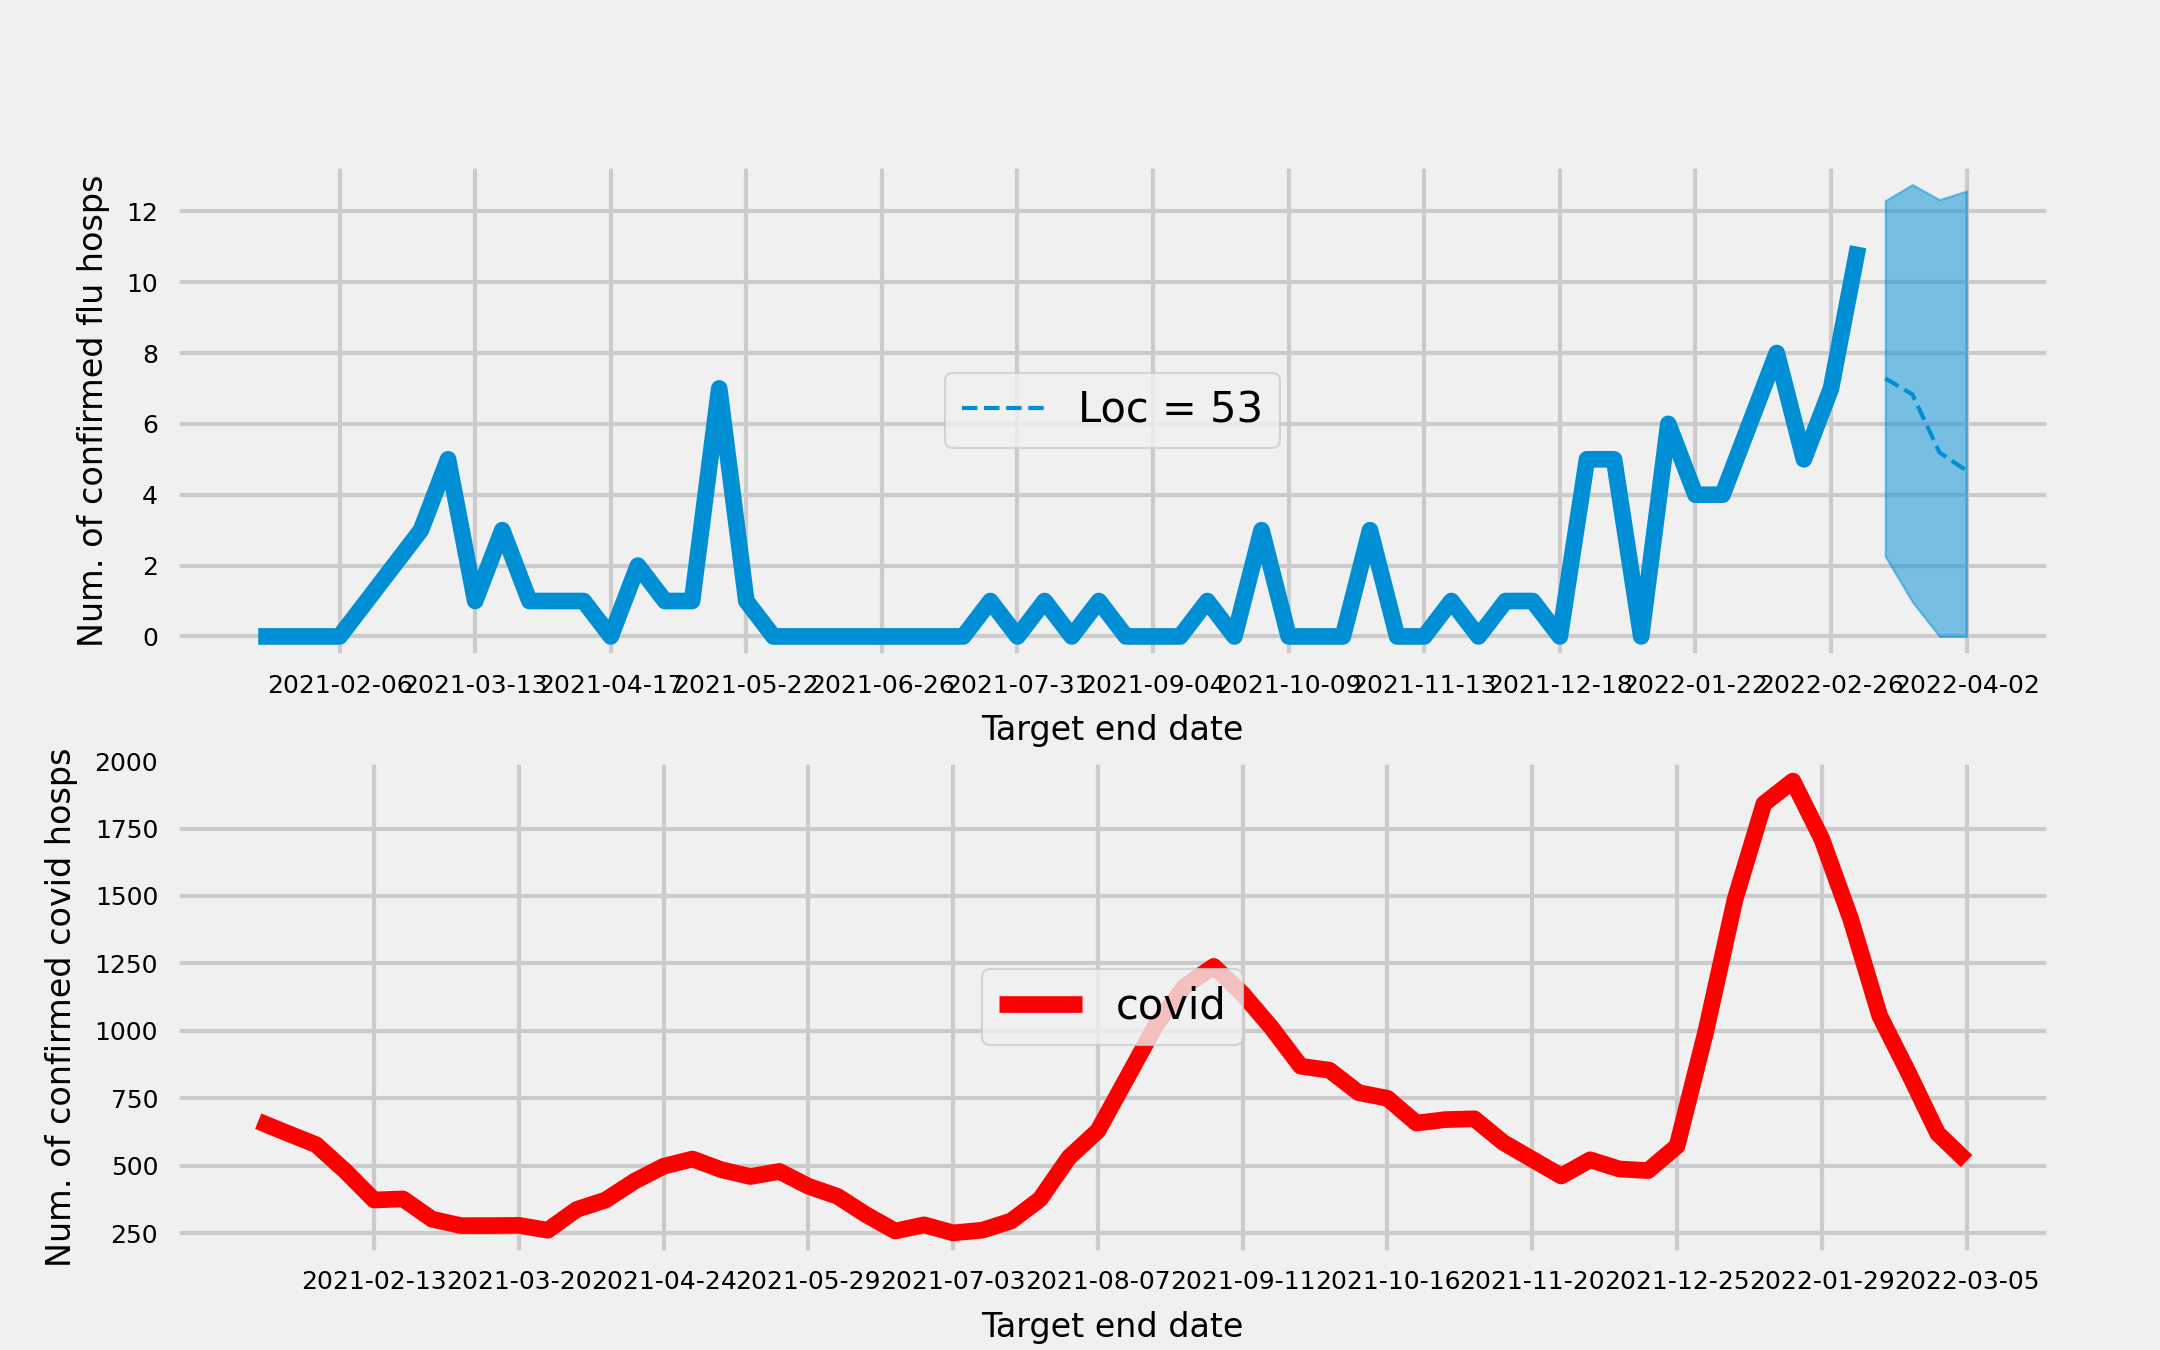 Num. of confirmed flu hosps
12
10
8
6
4
2
0
Loc = 53
2021-02-06 2021-03-13 2021-04-17 2021-05-22 2021-06-26 2021-07-31 2021-09-04 2021-10-09 2021-11-13 2021-12-18 2022-01-22 2022-02-26 2022-04-02
Target end date
Num. of confirmed covid hosps
2000
1750
1500
1250
1000
750
500
250
covid
2021-02-13 2021-03-20 2021-04-24 2021-05-29 2021-07-03 2021-08-07 2021-09-11 2021-10-16 2021-11-20 2021-12-25 2022-01-29 2022-03-05
Target end date